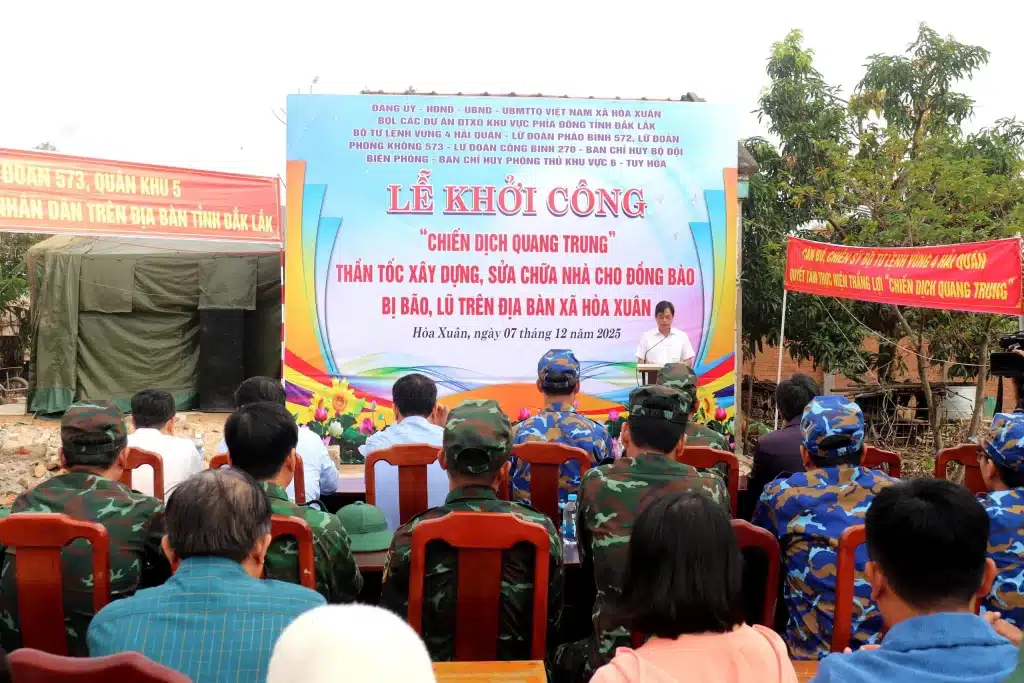 ĐẢNG ỦY - HĐND - UBND - UBMTTQ VIỆT NAM XÃ HÒA XUÂN
BQL CÁC DỰ ÁN ĐTXD KHU VỰC PHÍA ĐÔNG TỈNH ĐẮK LẮK
BỘ TƯ LỆNH VÙNG 4 HẢI QUÂN - LỮ ĐOÀN PHÁO BINH 572, LỮ ĐOÀN
PHÒNG KHÔNG 573 - LỮ ĐOÀN CÔNG BINH 270 - BAN CHỈ HUY BỘ ĐỘI
BIÊN PHÒNG - BAN CHỈ HUY PHÒNG THỦ KHU VỰC 6 - TUY HÒA
LỄ KHỞI CÔNG
"CHIẾN DỊCH QUANG TRUNG"
THẦN TỐC XÂY DỰNG, SỬA CHỮA NHÀ CHO ĐỒNG BÀO
BỊ BÃO, LŨ TRÊN ĐỊA BÀN XÃ HÒA XUÂN
Hòa Xuân, ngày 07 tháng 12 năm 2025
ĐOÀN 573, QUÂN KHU 5
NHÂN DÂN TRÊN ĐỊA BÀN TỈNH ĐẮK LẮK
CÁN BỘ, CHIẾN SỸ BỘ TƯ LỆNH VÙNG 4 HẢI QUÂN
QUYẾT TÂM THỰC HIỆN THẮNG LỢI "CHIẾN DỊCH QUANG TRUNG"